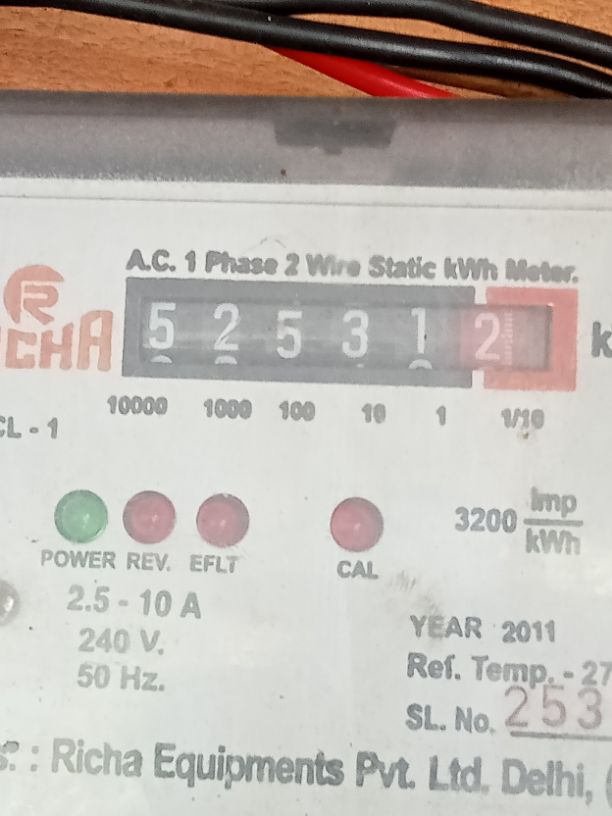 A.C. 1 Phase 2 Wire Static kWh Meter.
R
5 2 5 3 1 2 k
CHA
10000 1000 100 10 1 1/10
CL - 1
3200 Imp/kWh
POWER REV. EFLT CAL
2.5 - 10 A
240 V.
YEAR 2011
50 Hz.
Ref. Temp. - 27
SL. No. 253
: Richa Equipments Pvt. Ltd. Delhi, (